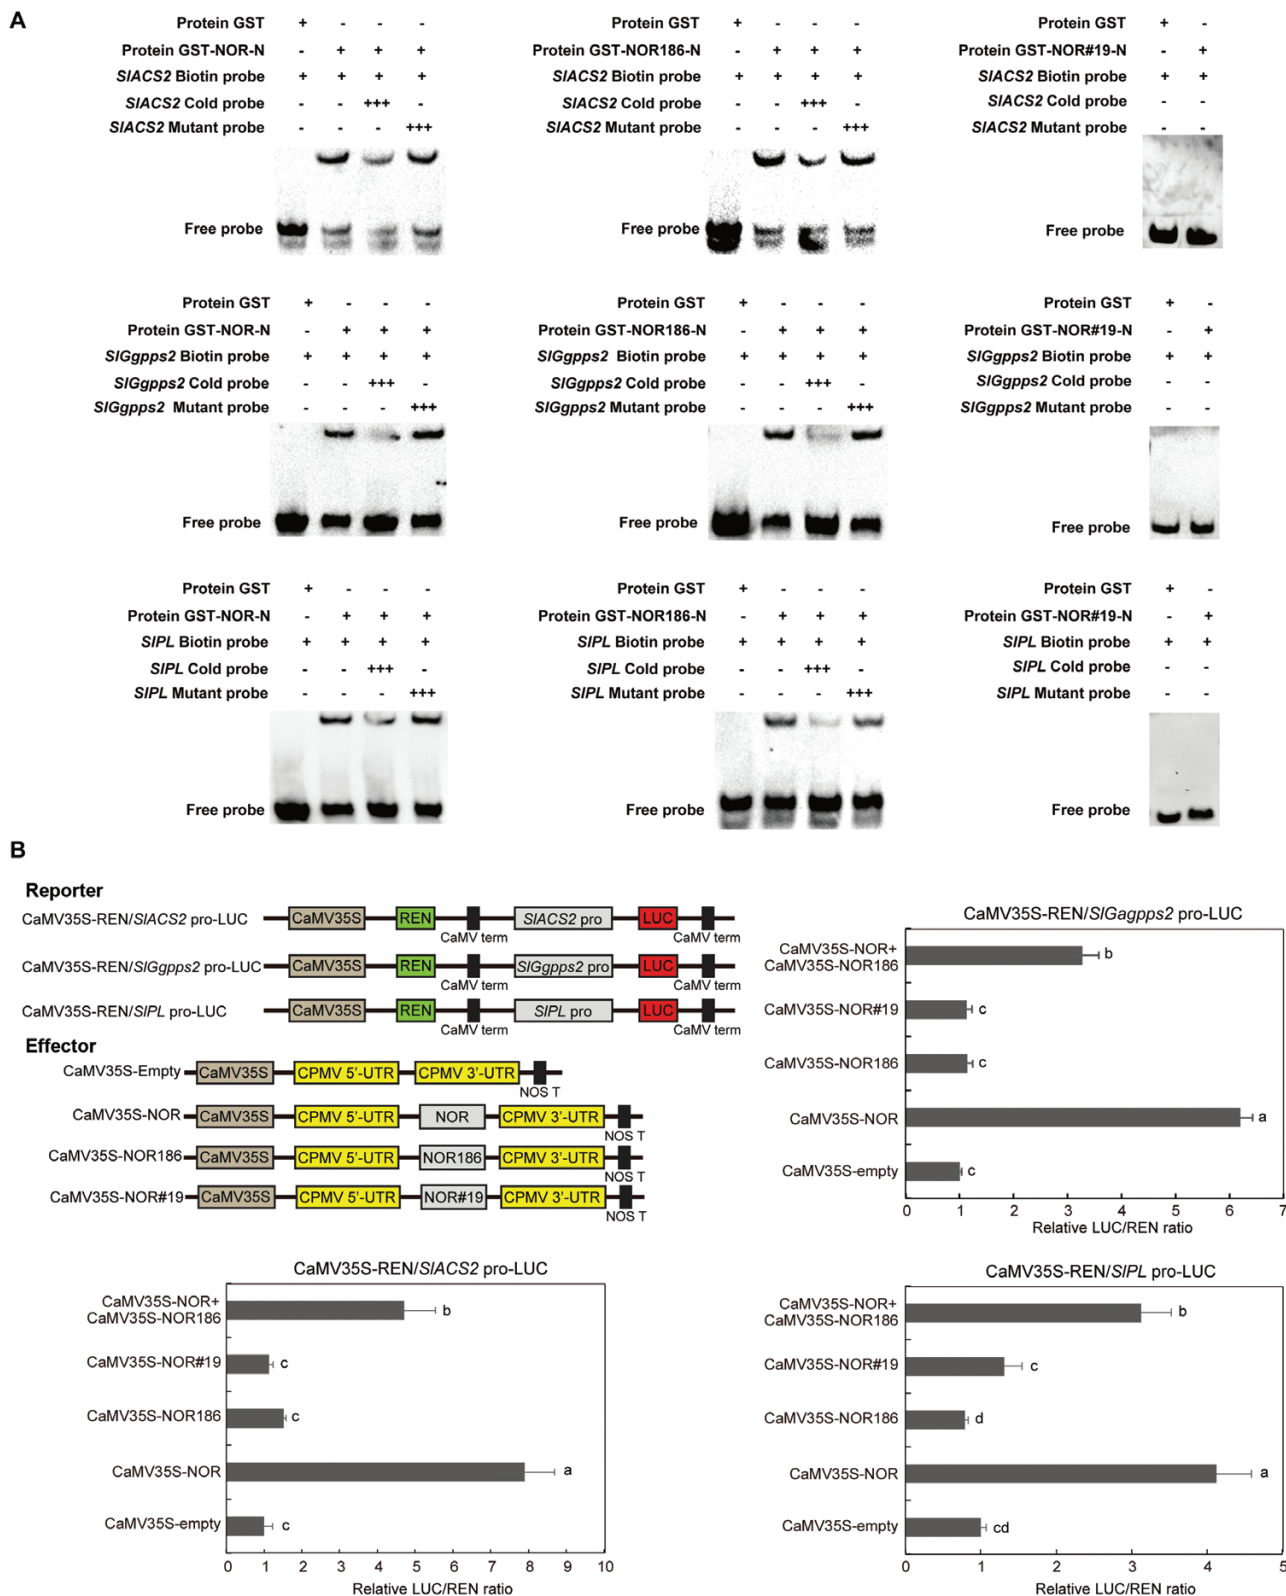 A
Protein GST + - - -
Protein GST-NOR-N - + + +
SlACS2 Biotin probe + + + +
SlACS2 Cold probe - - +++ -
SlACS2 Mutant probe - - - +++
Free probe
Protein GST + - - -
Protein GST-NOR186-N - + + +
SlACS2 Biotin probe + + + +
SlACS2 Cold probe - - +++ -
SlACS2 Mutant probe - - - +++
Free probe
Protein GST + -
Protein GST-NOR#19-N - +
SlACS2 Biotin probe + +
SlACS2 Cold probe - -
SlACS2 Mutant probe - -
Free probe
Protein GST + - - -
Protein GST-NOR-N - + + +
SlGgpps2 Biotin probe + + + +
SlGgpps2 Cold probe - - +++ -
SlGgpps2 Mutant probe - - - +++
Free probe
Protein GST + - - -
Protein GST-NOR186-N - + + +
SlGgpps2 Biotin probe + + + +
SlGgpps2 Cold probe - - +++ -
SlGgpps2 Mutant probe - - - +++
Free probe
Protein GST + -
Protein GST-NOR#19-N - +
SlGgpps2 Biotin probe + +
SlGgpps2 Cold probe - -
SlGgpps2 Mutant probe - -
Free probe
Protein GST + - - -
Protein GST-NOR-N - + + +
SlPL Biotin probe + + + +
SlPL Cold probe - - +++ -
SlPL Mutant probe - - - +++
Free probe
Protein GST + - - -
Protein GST-NOR186-N - + + +
SlPL Biotin probe + + + +
SlPL Cold probe - - +++ -
SlPL Mutant probe - - - +++
Free probe
Protein GST + -
Protein GST-NOR#19-N - +
SlPL Biotin probe + +
SlPL Cold probe - -
SlPL Mutant probe - -
Free probe
B
Reporter
CaMV35S-REN/SlACS2 pro-LUC CaMV35S REN SlACS2 pro LUC
CaMV term CaMV term
CaMV35S-REN/SlGgpps2 pro-LUC CaMV35S REN SlGgpps2 pro LUC
CaMV term CaMV term
CaMV35S-REN/SlPL pro-LUC CaMV35S REN SlPL pro LUC
CaMV term CaMV term
Effector
CaMV35S-Empty CaMV35S CPMV 5'-UTR CPMV 3'-UTR
NOS T
CaMV35S-NOR CaMV35S CPMV 5'-UTR NOR CPMV 3'-UTR
NOS T
CaMV35S-NOR186 CaMV35S CPMV 5'-UTR NOR186 CPMV 3'-UTR
NOS T
CaMV35S-NOR#19 CaMV35S CPMV 5'-UTR NOR#19 CPMV 3'-UTR
NOS T
CaMV35S-REN/SlGagpps2 pro-LUC
CaMV35S-NOR+
CaMV35S-NOR186 b
CaMV35S-NOR#19 c
CaMV35S-NOR186 c
CaMV35S-NOR a
CaMV35S-empty c
0 1 2 3 4 5 6 7
Relative LUC/REN ratio
CaMV35S-REN/SlACS2 pro-LUC
CaMV35S-NOR+
CaMV35S-NOR186 b
CaMV35S-NOR#19 c
CaMV35S-NOR186 c
CaMV35S-NOR a
CaMV35S-empty c
0 1 2 3 4 5 6 7 8 9 10
Relative LUC/REN ratio
CaMV35S-REN/SlPL pro-LUC
CaMV35S-NOR+
CaMV35S-NOR186 b
CaMV35S-NOR#19 c
CaMV35S-NOR186 d
CaMV35S-NOR a
CaMV35S-empty cd
0 1 2 3 4 5
Relative LUC/REN ratio